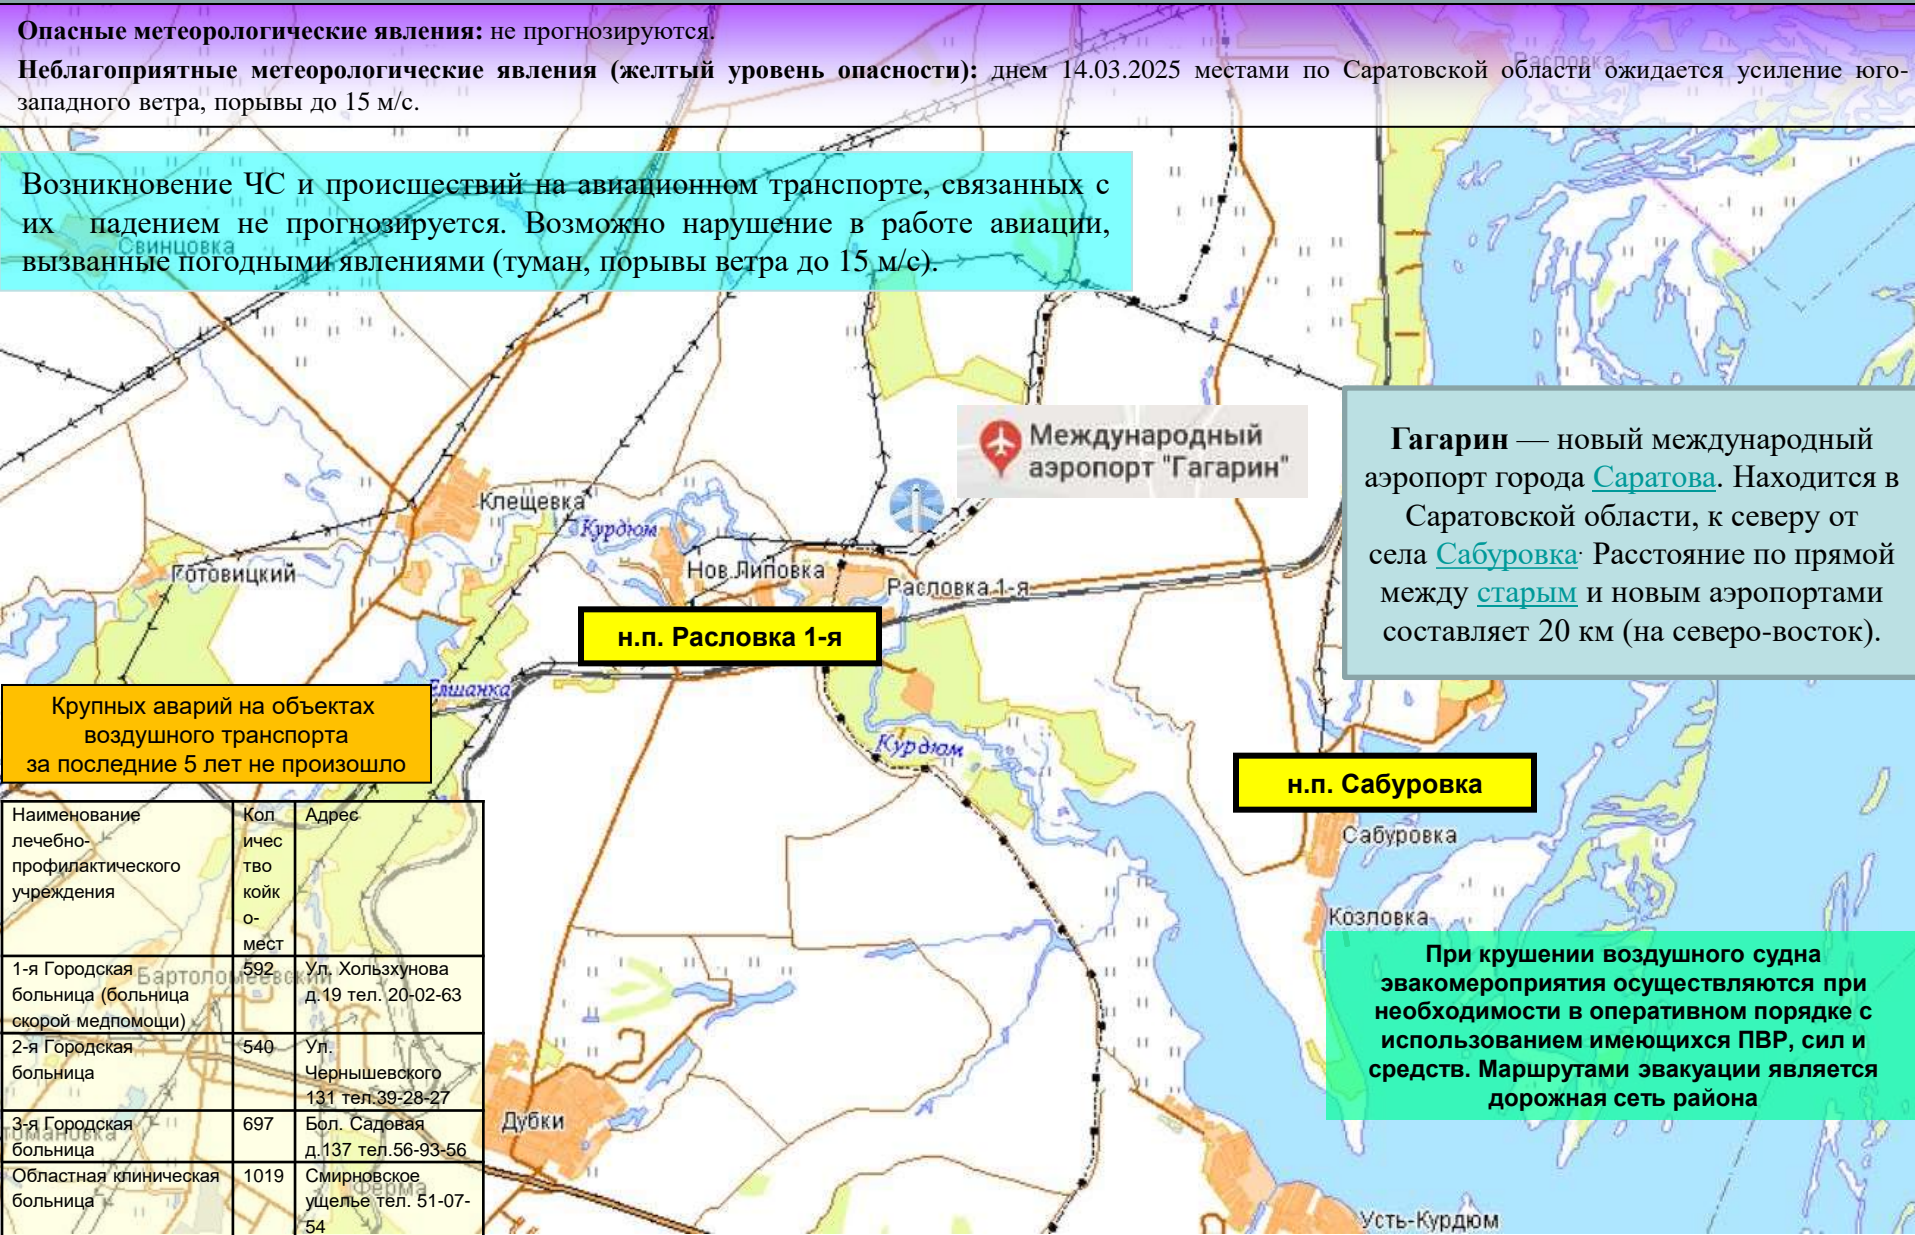 Опасные метеорологические явления: не прогнозируются.
Неблагоприятные метеорологические явления (желтый уровень опасности): днем 14.03.2025 местами по Саратовской области ожидается усиление юго-
западного ветра, порывы до 15 м/с.
Расловка
Возникновение ЧС и происшествий на авиационном транспорте, связанных с
их падением не прогнозируется. Возможно нарушение в работе авиации,
вызванные погодными явлениями (туман, порывы ветра до 15 м/с).
Свинцовка
Международный
аэропорт "Гагарин"
Гагарин — новый международный
аэропорт города Саратова. Находится в
Саратовской области, к северу от
села Сабуровка. Расстояние по прямой
между старым и новым аэропортами
составляет 20 км (на северо-восток).
Клещевка
Курдюм
Готовицкий
Нов.Липовка
Расловка 1-я
н.п. Расловка 1-я
Елшанка
Крупных аварий на объектах
воздушного транспорта
за последние 5 лет не произошло
Курдюм
н.п. Сабуровка
Сабуровка
Козловка
Наименование
лечебно-
профилактического
учреждения
Кол
ичес
тво
койк
о-
мест
Адрес
1-я Городская
больница (больница
скорой медпомощи)
592
Ул. Хользунова
д.19 тел. 20-02-63
2-я Городская
больница
540
Ул.
Чернышевского
131 тел.39-28-27
3-я Городская
больница
697
Бол. Садовая
д.137 тел.56-93-56
Областная клиническая
больница
1019
Смирновское
ущелье тел. 51-07-
54
Бартоломеевский
Ферма
Дубки
При крушении воздушного судна
эвакомероприятия осуществляются при
необходимости в оперативном порядке с
использованием имеющихся ПВР, сил и
средств. Маршрутами эвакуации является
дорожная сеть района
Усть-Курдюм